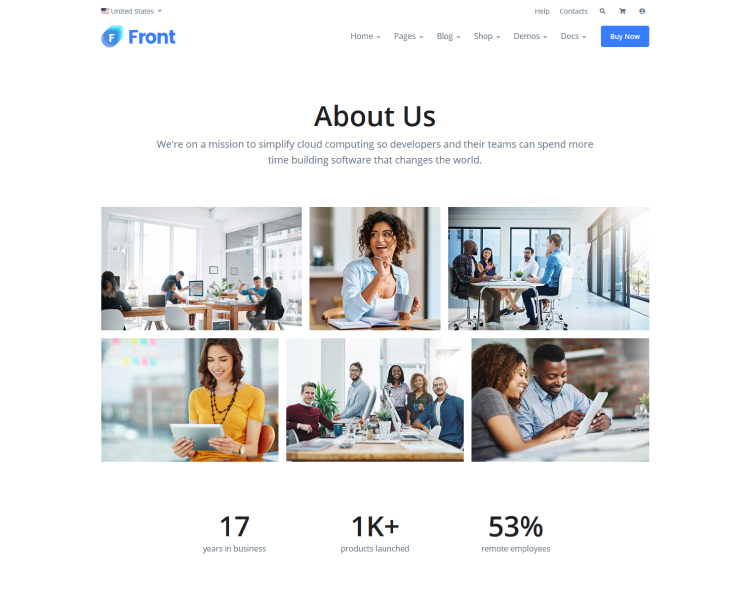 United States
Help Contacts
F Front
Home Pages Blog Shop Demos Docs Buy Now
About Us
We're on a mission to simplify cloud computing so developers and their teams can spend more
time building software that changes the world.
17 1K+ 53%
years in business products launched remote employees